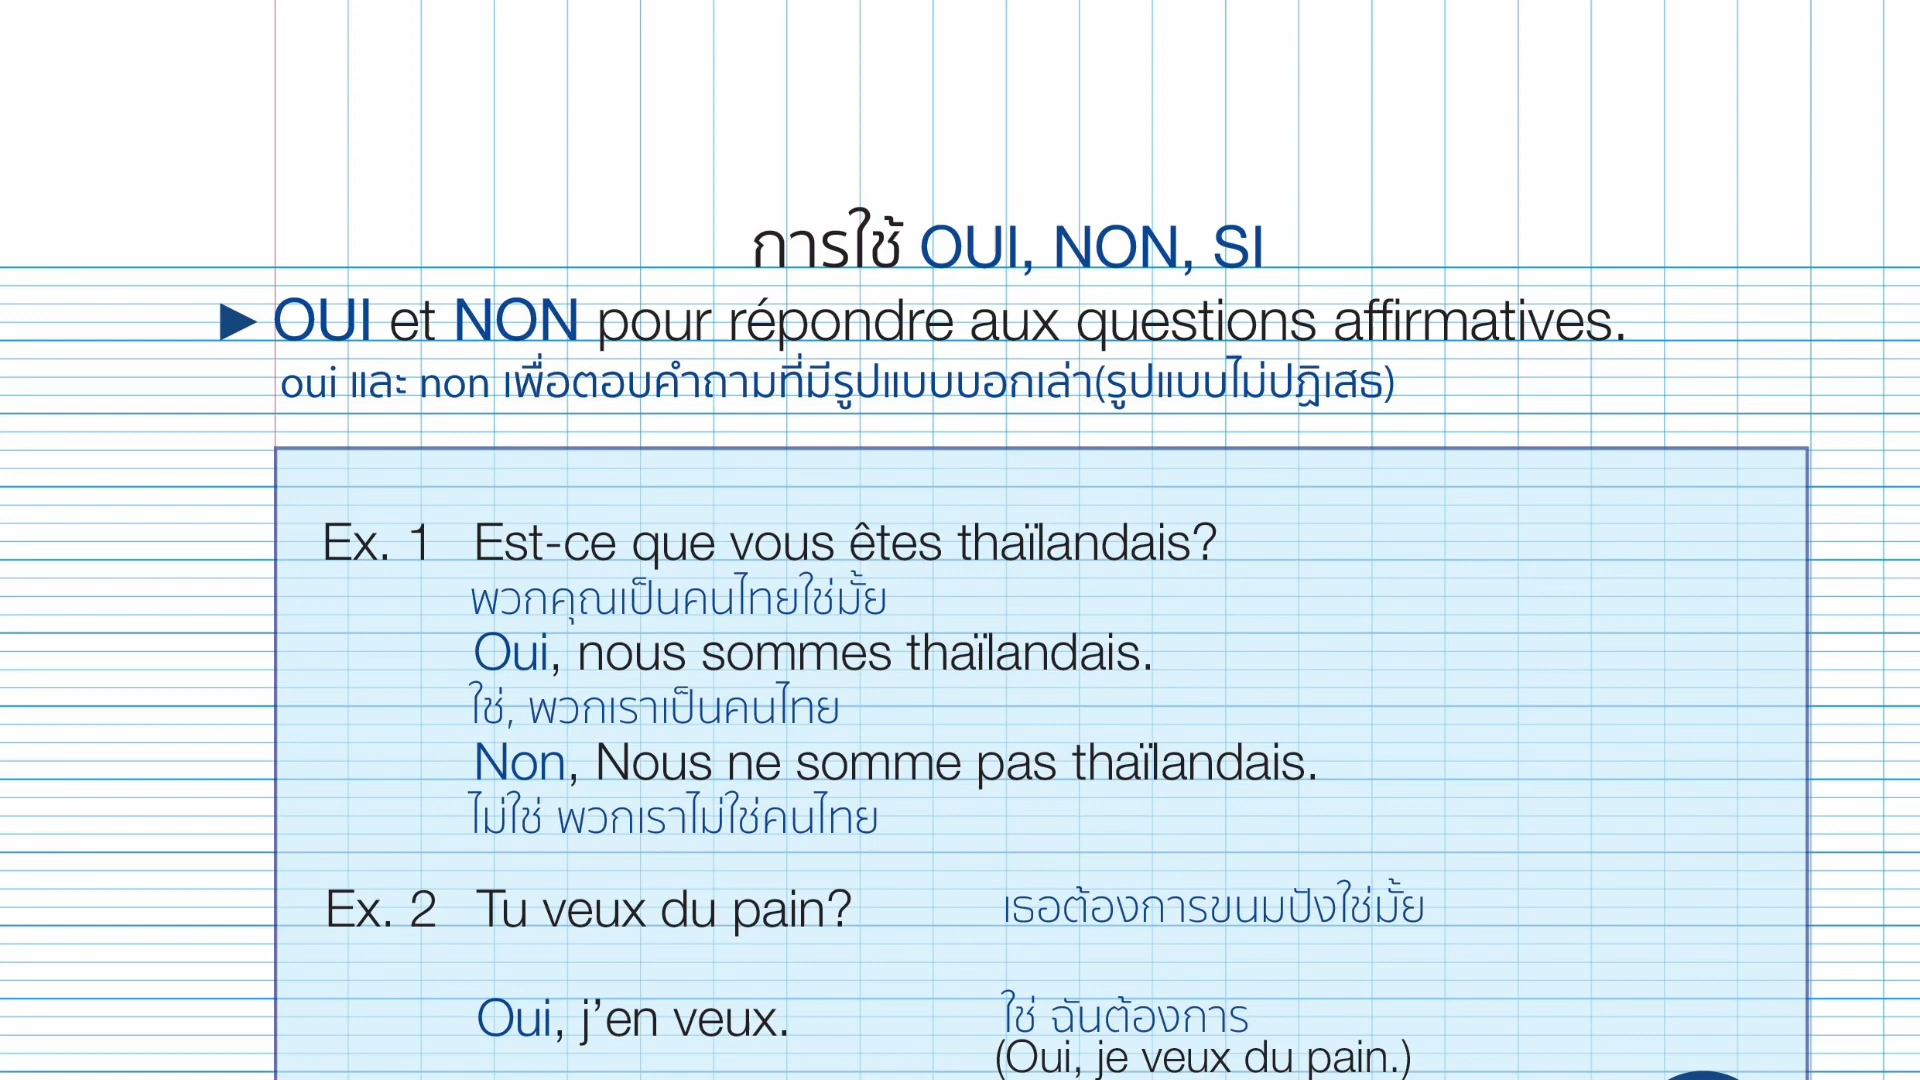 การใช้ OUI, NON, SI
▶ OUI et NON pour répondre aux questions affirmatives.
oui และ non เพื่อตอบคำถามที่มีรูปแบบบอกเล่า(รูปแบบไม่ปฏิเสธ)
Ex. 1 Est-ce que vous êtes thaïlandais?
พวกคุณเป็นคนไทยใช่มั้ย
Oui, nous sommes thaïlandais.
ใช่, พวกเราเป็นคนไทย
Non, Nous ne somme pas thaïlandais.
ไม่ใช่ พวกเราไม่ใช่คนไทย
Ex. 2 Tu veux du pain? เธอต้องการขนมปังใช่มั้ย
Oui, j’en veux. ใช่ ฉันต้องการ
(Oui, je veux du pain.)